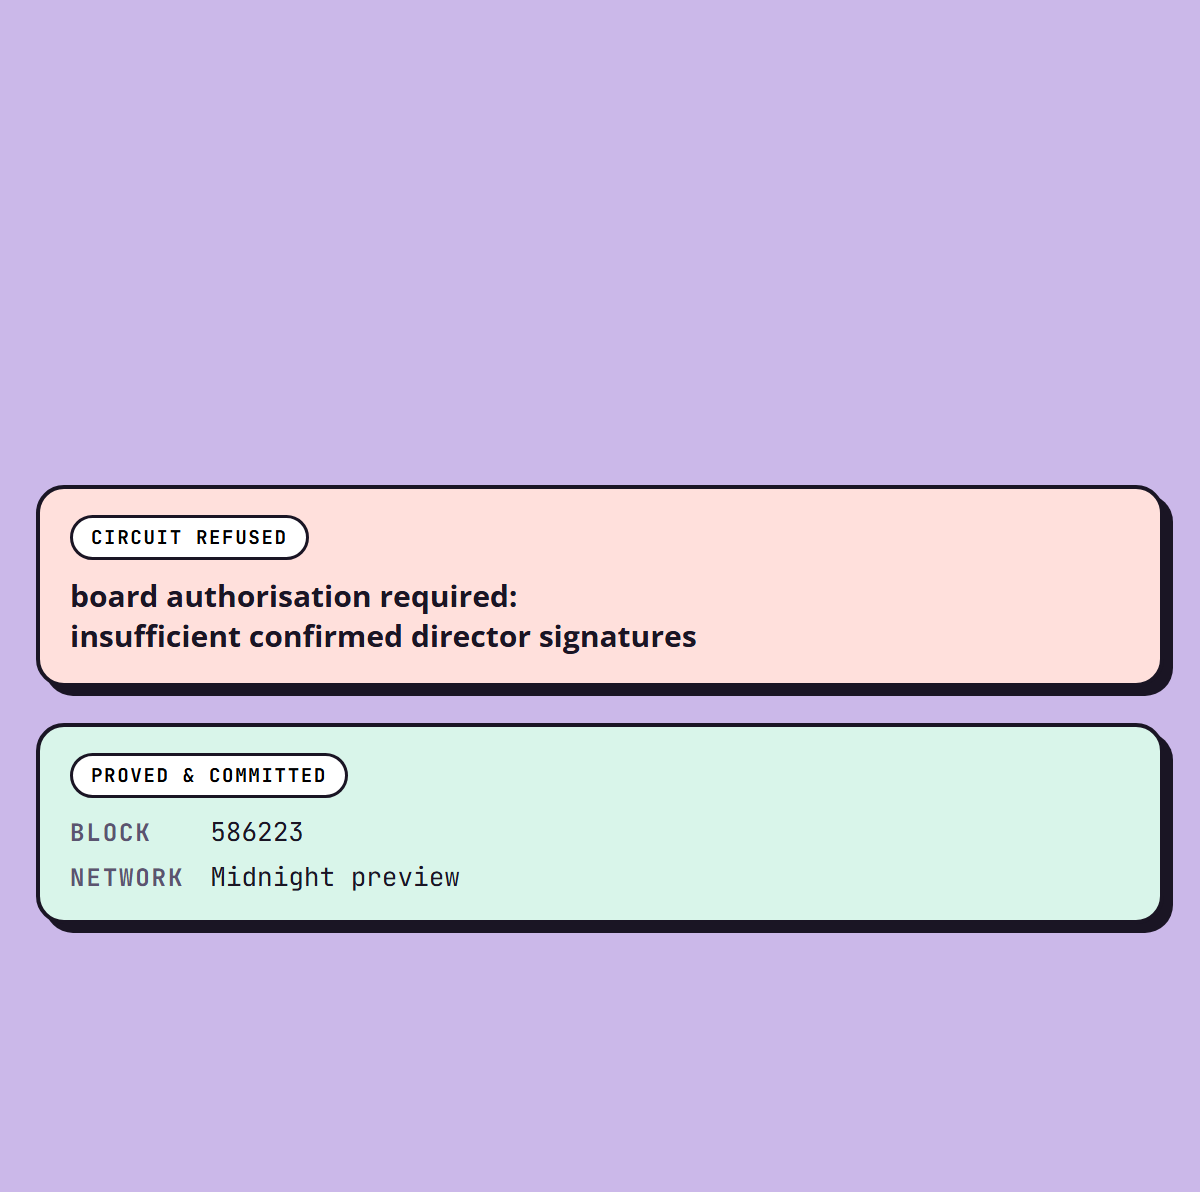 CIRCUIT REFUSED
board authorisation required:
insufficient confirmed director signatures
PROVED & COMMITTED
BLOCK 586223
NETWORK Midnight preview